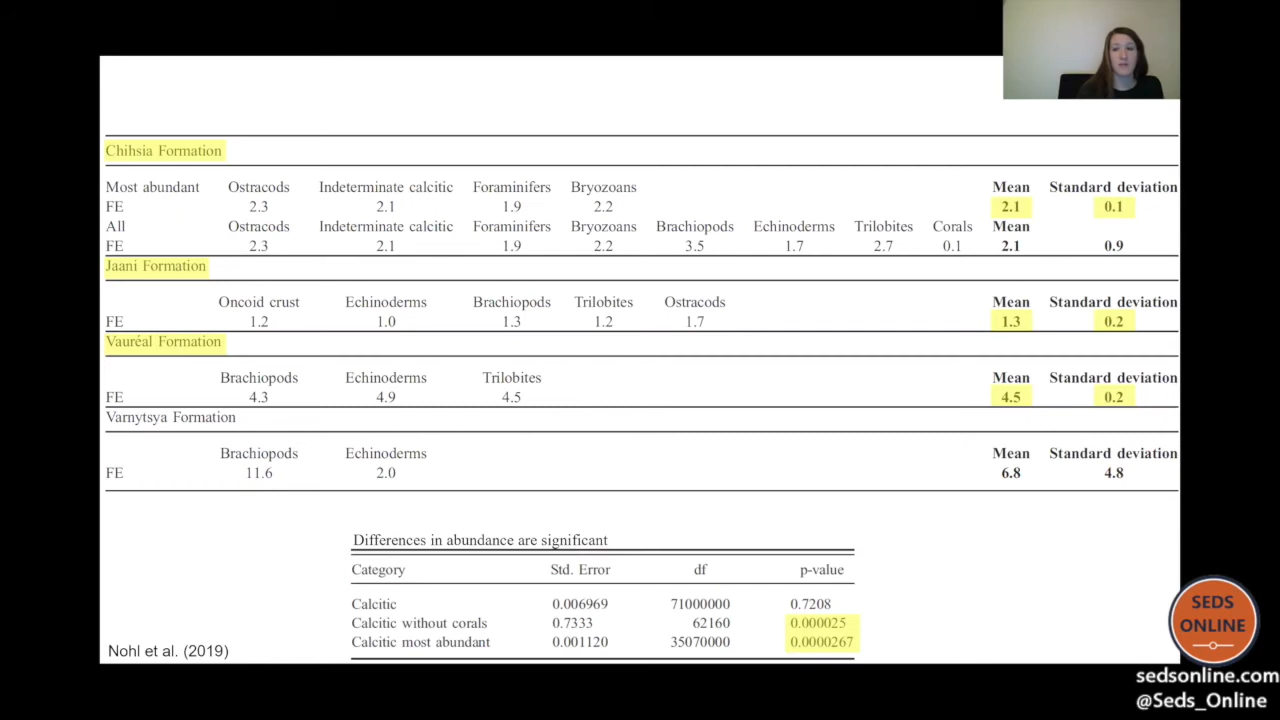 Chihsia Formation
Most abundant Ostracods Indeterminate calcitic Foraminifers Bryozoans Mean Standard deviation
FE 2.3 2.1 1.9 2.2 2.1 0.1
All Ostracods Indeterminate calcitic Foraminifers Bryozoans Brachiopods Echinoderms Trilobites Corals Mean
FE 2.3 2.1 1.9 2.2 3.5 1.7 2.7 0.1 2.1 0.9
Jaani Formation
Oncoid crust Echinoderms Brachiopods Trilobites Ostracods Mean Standard deviation
FE 1.2 1.0 1.3 1.2 1.7 1.3 0.2
Vauréal Formation
Brachiopods Echinoderms Trilobites Mean Standard deviation
FE 4.3 4.9 4.5 4.5 0.2
Varnytsya Formation
Brachiopods Echinoderms Mean Standard deviation
FE 11.6 2.0 6.8 4.8
Differences in abundance are significant
Category Std. Error df p-value
Calcitic 0.006969 71000000 0.7208
Calcitic without corals 0.7333 62160 0.000025
Calcitic most abundant 0.001120 35070000 0.0000267
Nohl et al. (2019)
SEDS
ONLINE
sedsonline.com
@Seds_Online